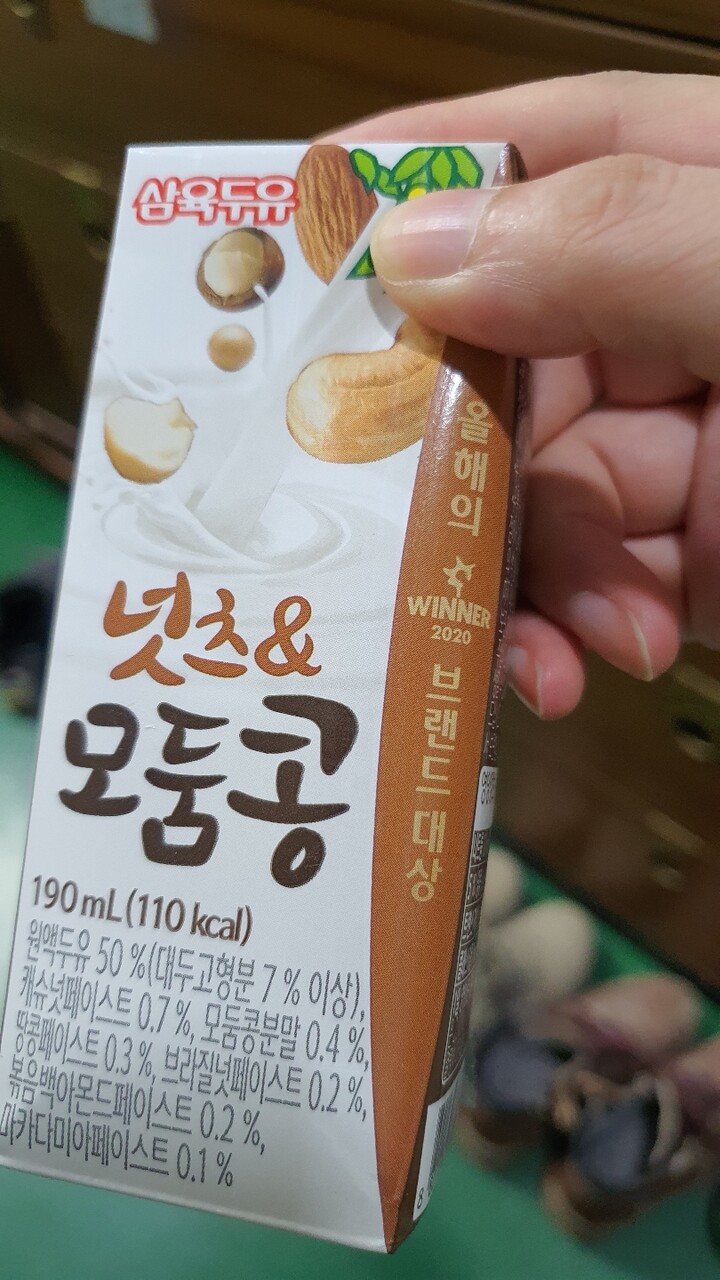 삼육두유
넛츠&
모둠콩
190 mL (110 kcal)
원액두유 50 %(대두고형분 7 % 이상),
캐슈넛페이스트 0.7 %, 모둠콩분말 0.4 %,
땅콩페이스트 0.3 %, 브라질넛페이스트 0.2 %,
볶음백아몬드페이스트 0.2 %,
마카다미아페이스트 0.1 %
올해의
WINNER
2020
브랜드 대상